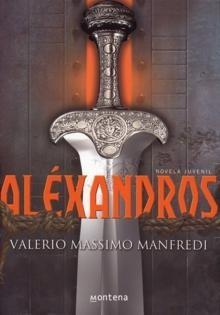 NOVELA JUVENIL
ALÉXANDROS
VALERIO MASSIMO MANFREDI
montena